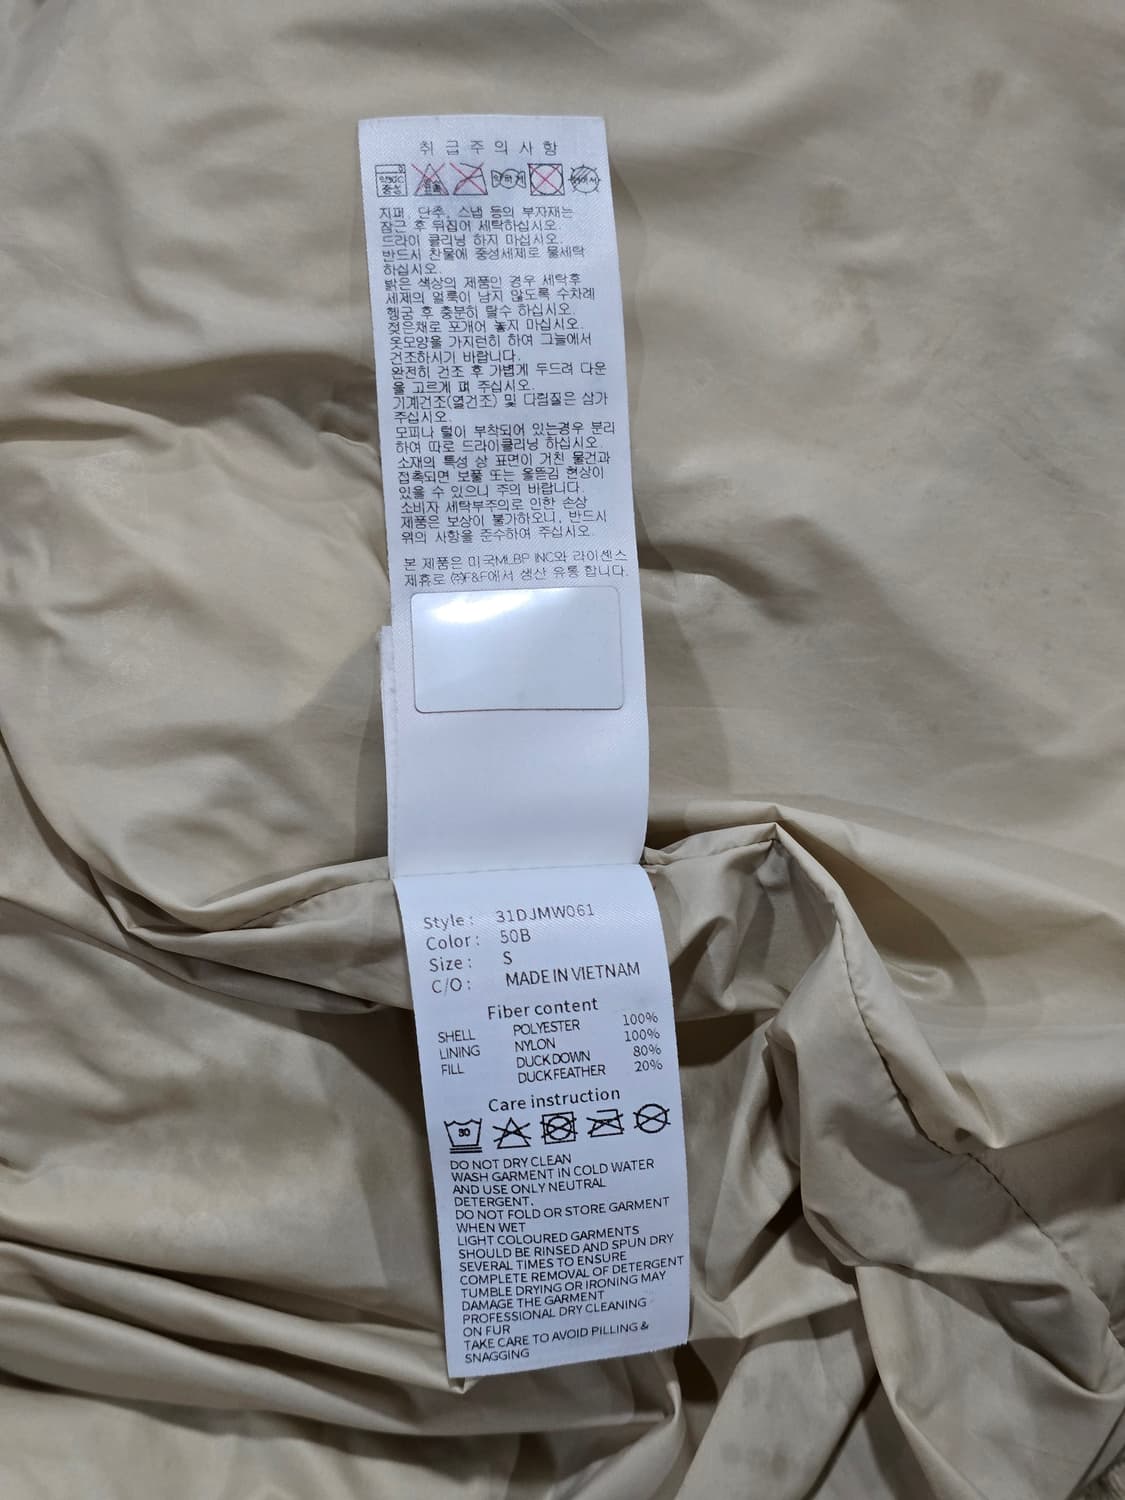 취급주의사항
약30℃
중성
염소
표백
약하게
뉘어서
지퍼, 단추, 스냅 등의 부자재는
잠근 후 뒤집어 세탁하십시오.
드라이 클리닝 하지 마십시오.
반드시 찬물에 중성세제로 물세탁
하십시오.
밝은 색상의 제품인 경우 세탁후
세제의 얼룩이 남지 않도록 수차례
헹굼 후 충분히 탈수 하십시오.
젖은채로 포개어 놓지 마십시오.
옷모양을 가지런히 하여 그늘에서
건조하시기 바랍니다.
완전히 건조 후 가볍게 두드려 다운
을 고르게 펴 주십시오.
기계건조(열건조) 및 다림질은 삼가
주십시오.
모피나 털이 부착되어 있는경우 분리
하여 따로 드라이클리닝 하십시오.
소재의 특성 상 표면이 거친 물건과
접촉되면 보풀 또는 올뜯김 현상이
있을 수 있으니 주의 바랍니다.
소비자 세탁부주의로 인한 손상
제품은 보상이 불가하오니, 반드시
위의 사항을 준수하여 주십시오.
본 제품은 미국MLBP INC와 라이센스
제휴로 ㈜F&F에서 생산 유통 합니다.
Style : 31DJMW061
Color : 50B
Size : S
C/O : MADE IN VIETNAM
Fiber content
SHELL POLYESTER 100%
LINING NYLON 100%
FILL DUCK DOWN 80%
DUCK FEATHER 20%
Care instruction
30
DO NOT DRY CLEAN
WASH GARMENT IN COLD WATER
AND USE ONLY NEUTRAL
DETERGENT.
DO NOT FOLD OR STORE GARMENT
WHEN WET
LIGHT COLOURED GARMENTS
SHOULD BE RINSED AND SPUN DRY
SEVERAL TIMES TO ENSURE
COMPLETE REMOVAL OF DETERGENT
TUMBLE DRYING OR IRONING MAY
DAMAGE THE GARMENT
PROFESSIONAL DRY CLEANING
ON FUR
TAKE CARE TO AVOID PILLING &
SNAGGING